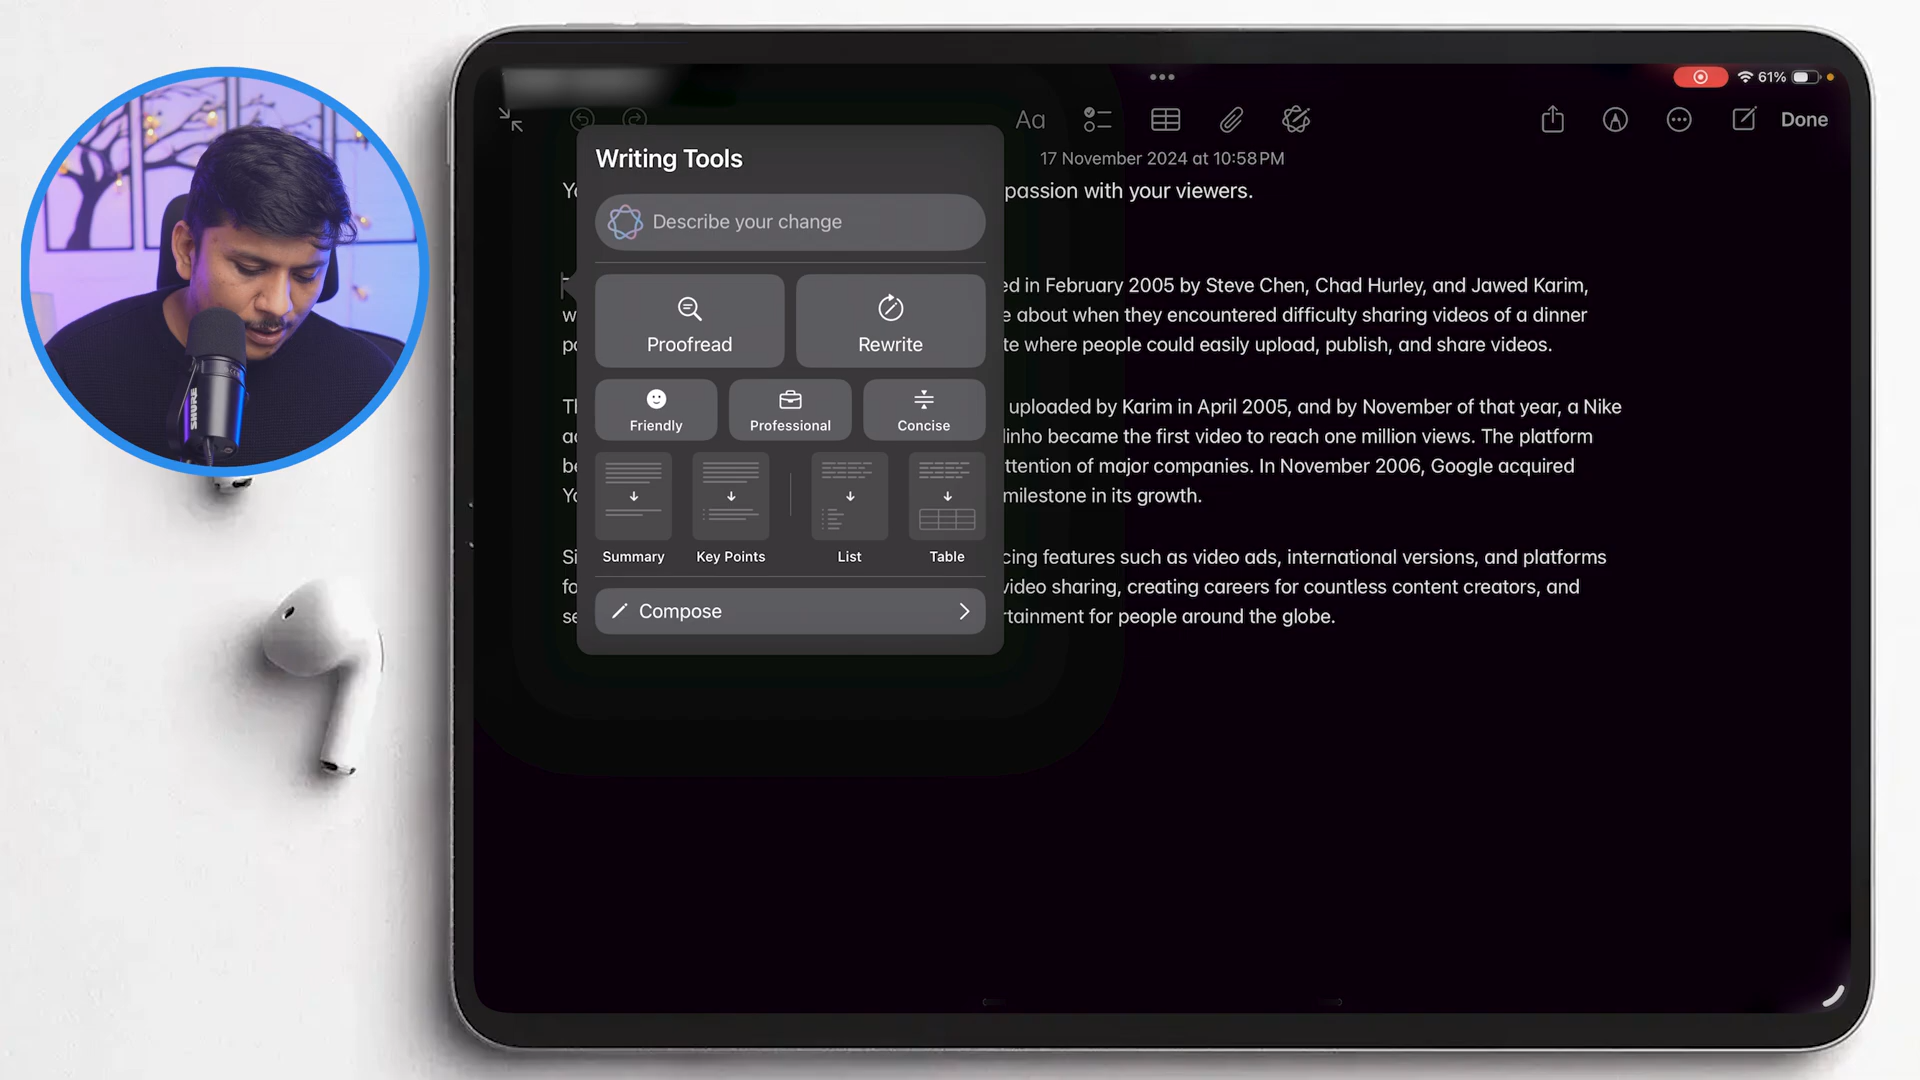 61%
Aa
Done
17 November 2024 at 10:58 PM
Writing Tools
passion with your viewers.
Describe your change
in February 2005 by Steve Chen, Chad Hurley, and Jawed Karim,
about when they encountered difficulty sharing videos of a dinner
where people could easily upload, publish, and share videos.
Proofread
Rewrite
uploaded by Karim in April 2005, and by November of that year, a Nike
became the first video to reach one million views. The platform
of major companies. In November 2006, Google acquired
milestone in its growth.
Friendly
Professional
Concise
Summary
Key Points
List
Table
features such as video ads, international versions, and platforms
video sharing, creating careers for countless content creators, and
for people around the globe.
Compose
SHURE